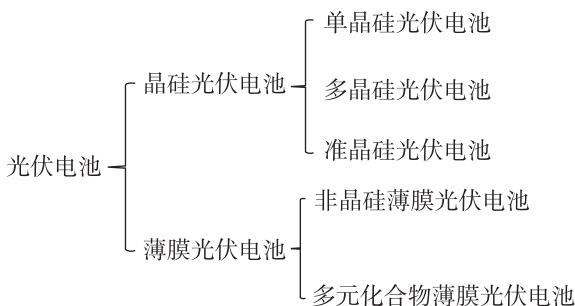 光伏电池
晶硅光伏电池
单晶硅光伏电池
多晶硅光伏电池
准晶硅光伏电池
薄膜光伏电池
非晶硅薄膜光伏电池
多元化合物薄膜光伏电池